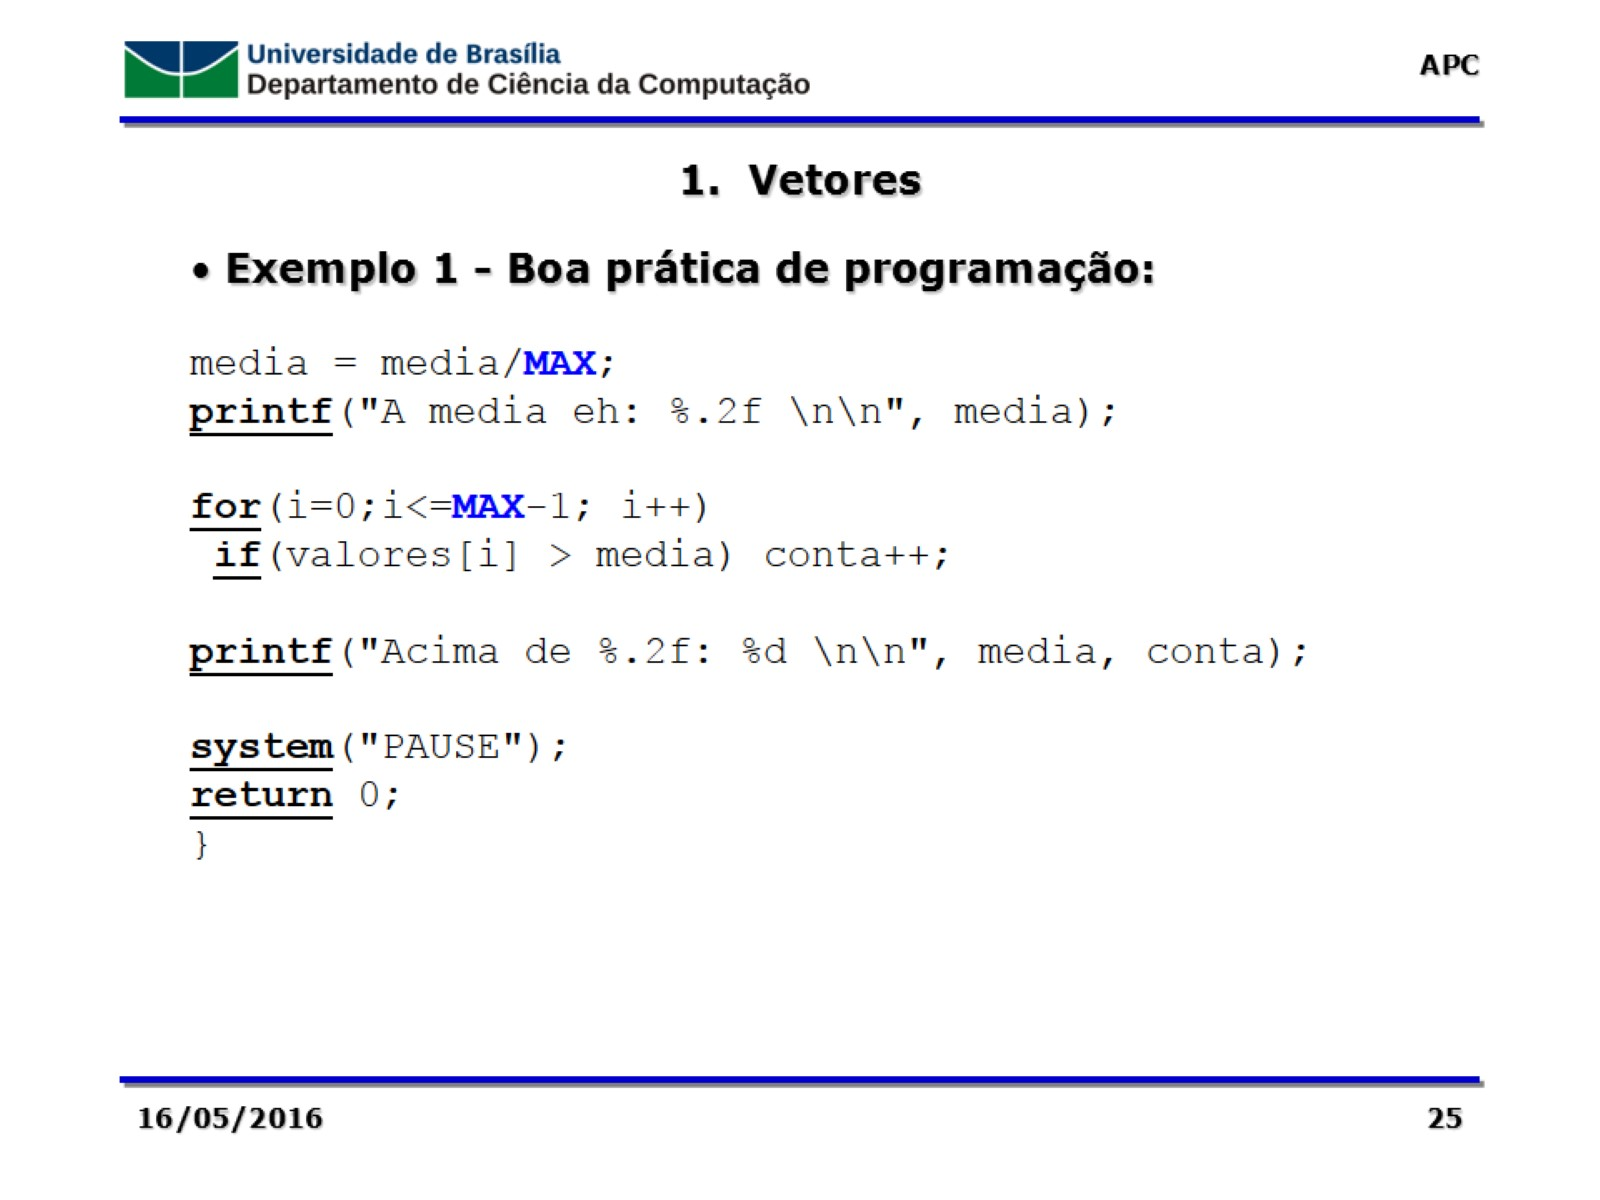 Universidade de Brasília
Departamento de Ciência da Computação
APC
1. Vetores
• Exemplo 1 - Boa prática de programação:
media = media/MAX;
printf("A media eh: %.2f \n\n", media);
for(i=0;i<=MAX-1; i++)
if(valores[i] > media) conta++;
printf("Acima de %.2f: %d \n\n", media, conta);
system("PAUSE");
return 0;
}
16/05/2016
25